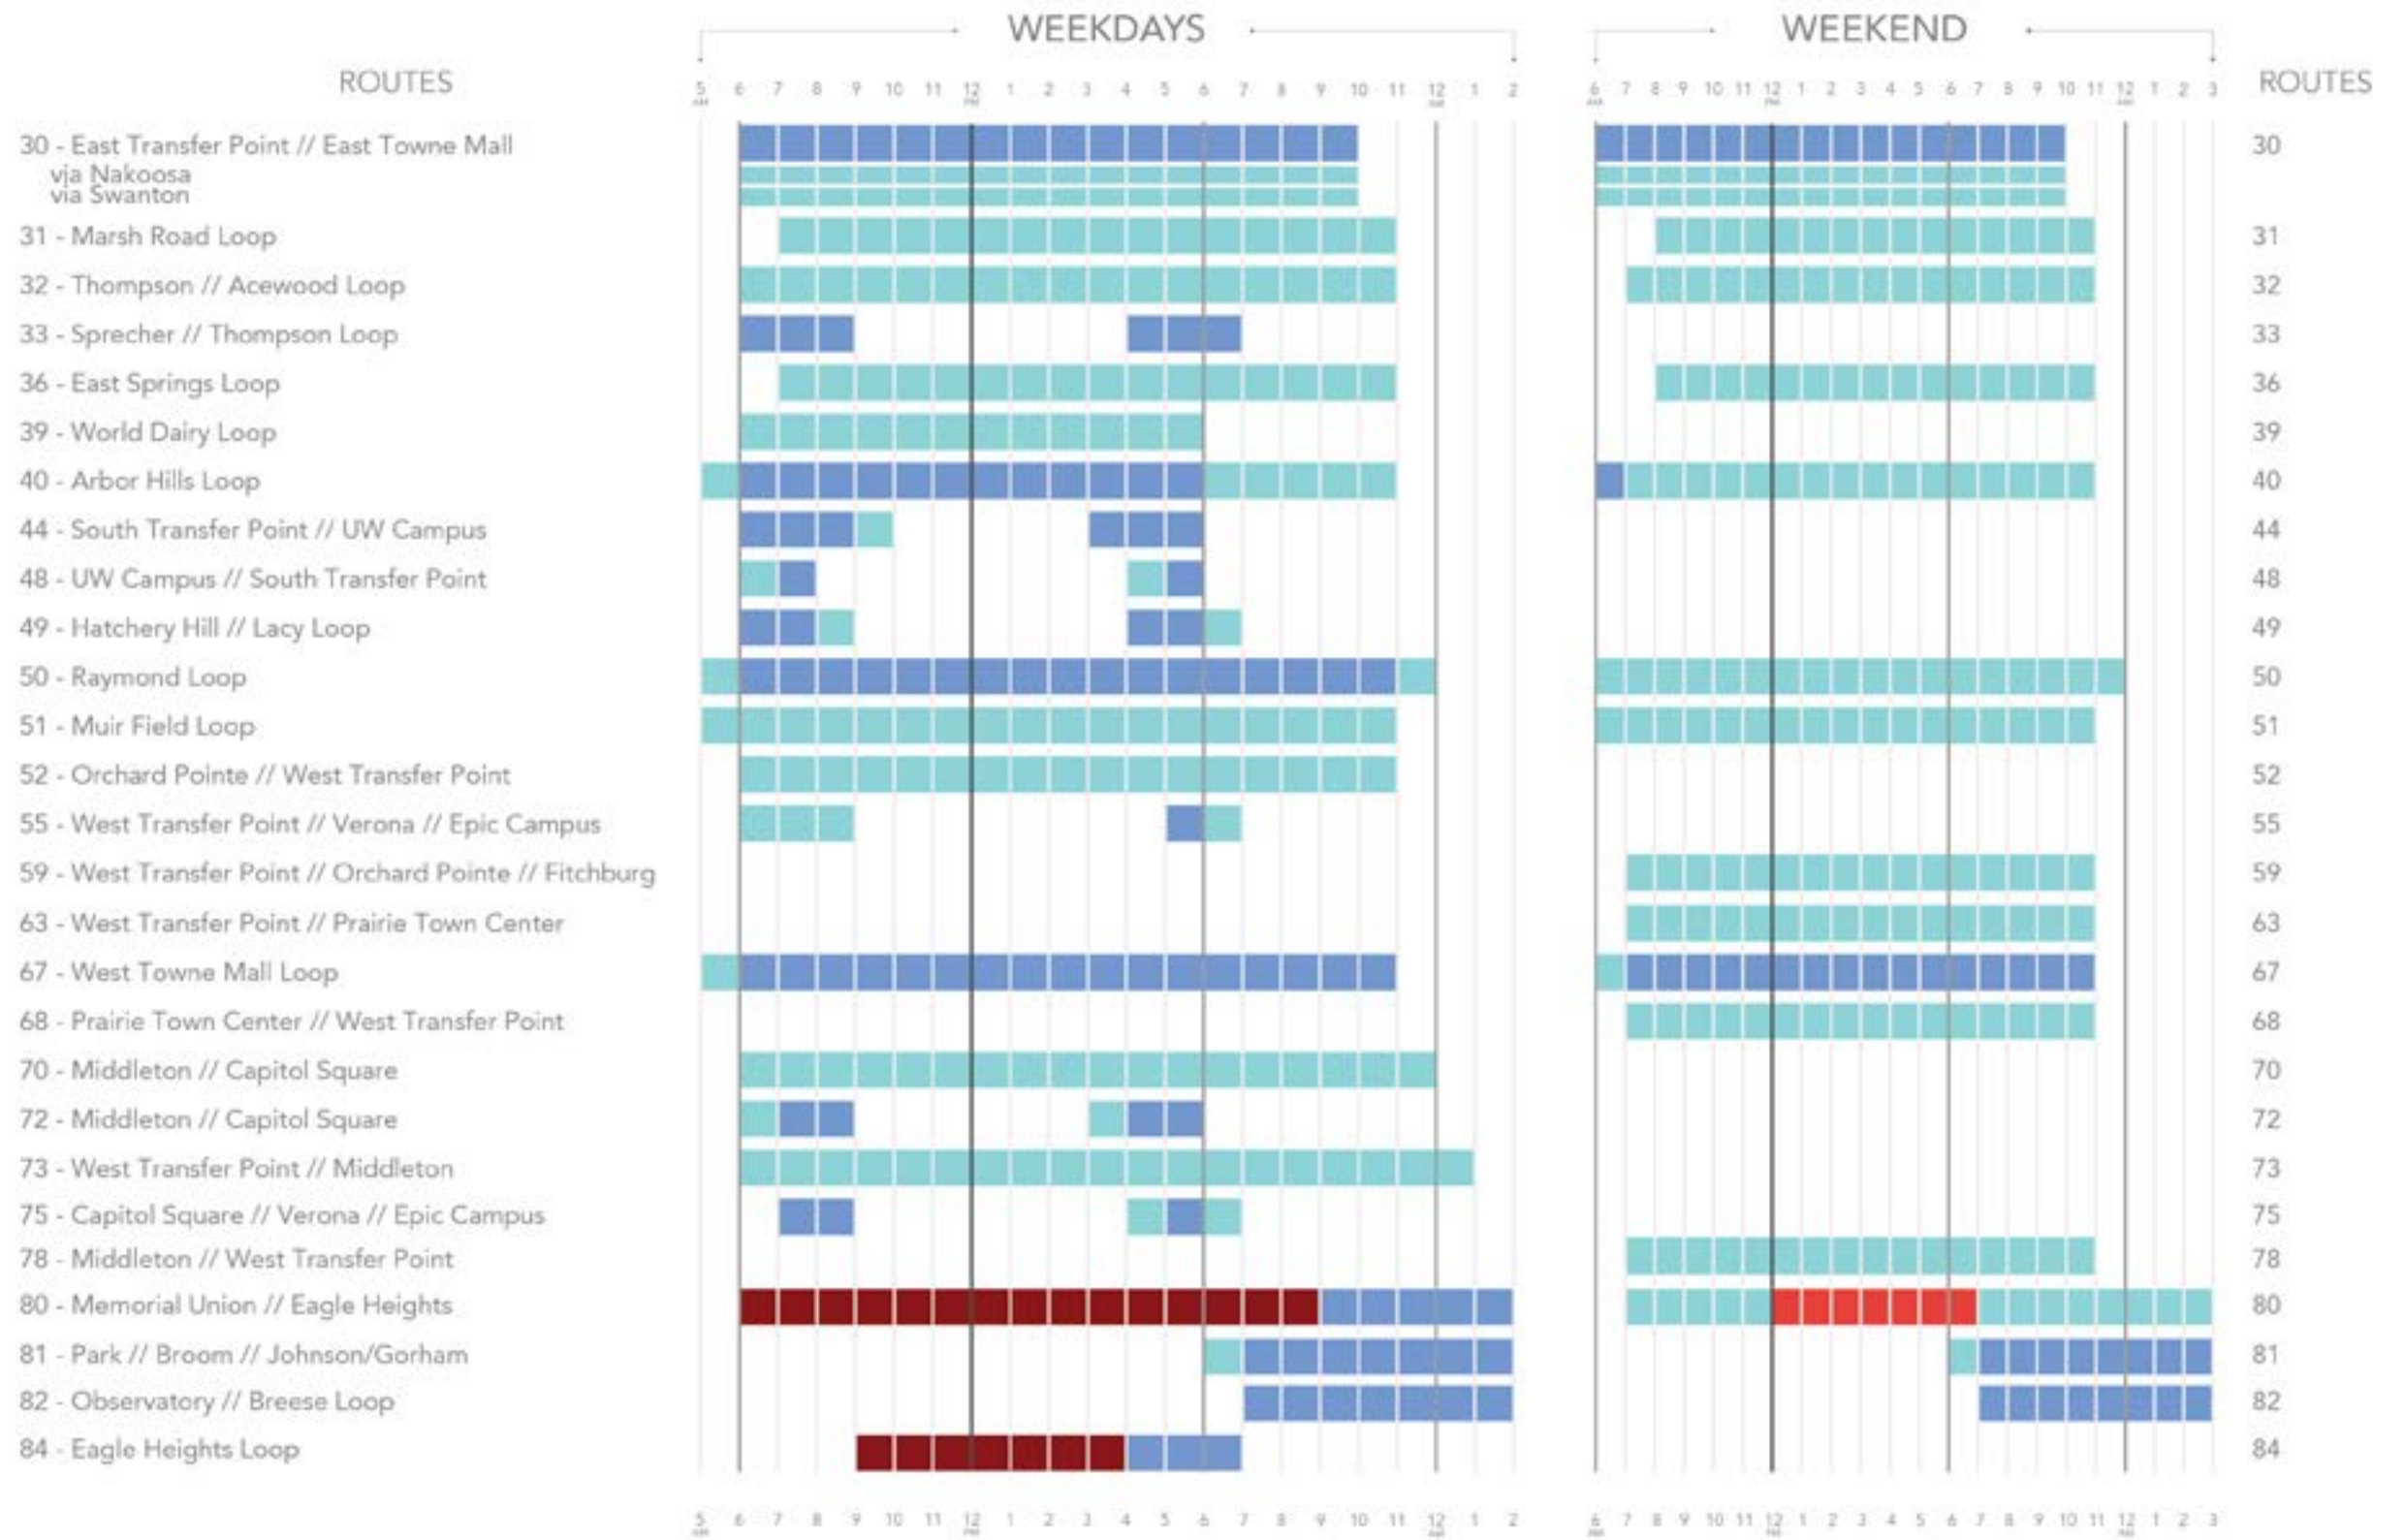 WEEKDAYS WEEKEND
ROUTES 5 6 7 8 9 10 11 12 1 2 3 4 5 6 7 8 9 10 11 12 1 2 6 7 8 9 10 11 12 1 2 3 4 5 6 7 8 9 10 11 12 1 2 3 ROUTES
30 - East Transfer Point // East Towne Mall 30
via Nakoosa
via Swanton
31 - Marsh Road Loop 31
32 - Thompson // Acewood Loop 32
33 - Sprecher // Thompson Loop 33
36 - East Springs Loop 36
39 - World Dairy Loop 39
40 - Arbor Hills Loop 40
44 - South Transfer Point // UW Campus 44
48 - UW Campus // South Transfer Point 48
49 - Hatchery Hill // Lacy Loop 49
50 - Raymond Loop 50
51 - Muir Field Loop 51
52 - Orchard Pointe // West Transfer Point 52
55 - West Transfer Point // Verona // Epic Campus 55
59 - West Transfer Point // Orchard Pointe // Fitchburg 59
63 - West Transfer Point // Prairie Town Center 63
67 - West Towne Mall Loop 67
68 - Prairie Town Center // West Transfer Point 68
70 - Middleton // Capitol Square 70
72 - Middleton // Capitol Square 72
73 - West Transfer Point // Middleton 73
75 - Capitol Square // Verona // Epic Campus 75
78 - Middleton // West Transfer Point 78
80 - Memorial Union // Eagle Heights 80
81 - Park // Broom // Johnson/Gorham 81
82 - Observatory // Breese Loop 82
84 - Eagle Heights Loop 84
5 6 7 8 9 10 11 12 1 2 3 4 5 6 7 8 9 10 11 12 1 2 6 7 8 9 10 11 12 1 2 3 4 5 6 7 8 9 10 11 12 1 2 3